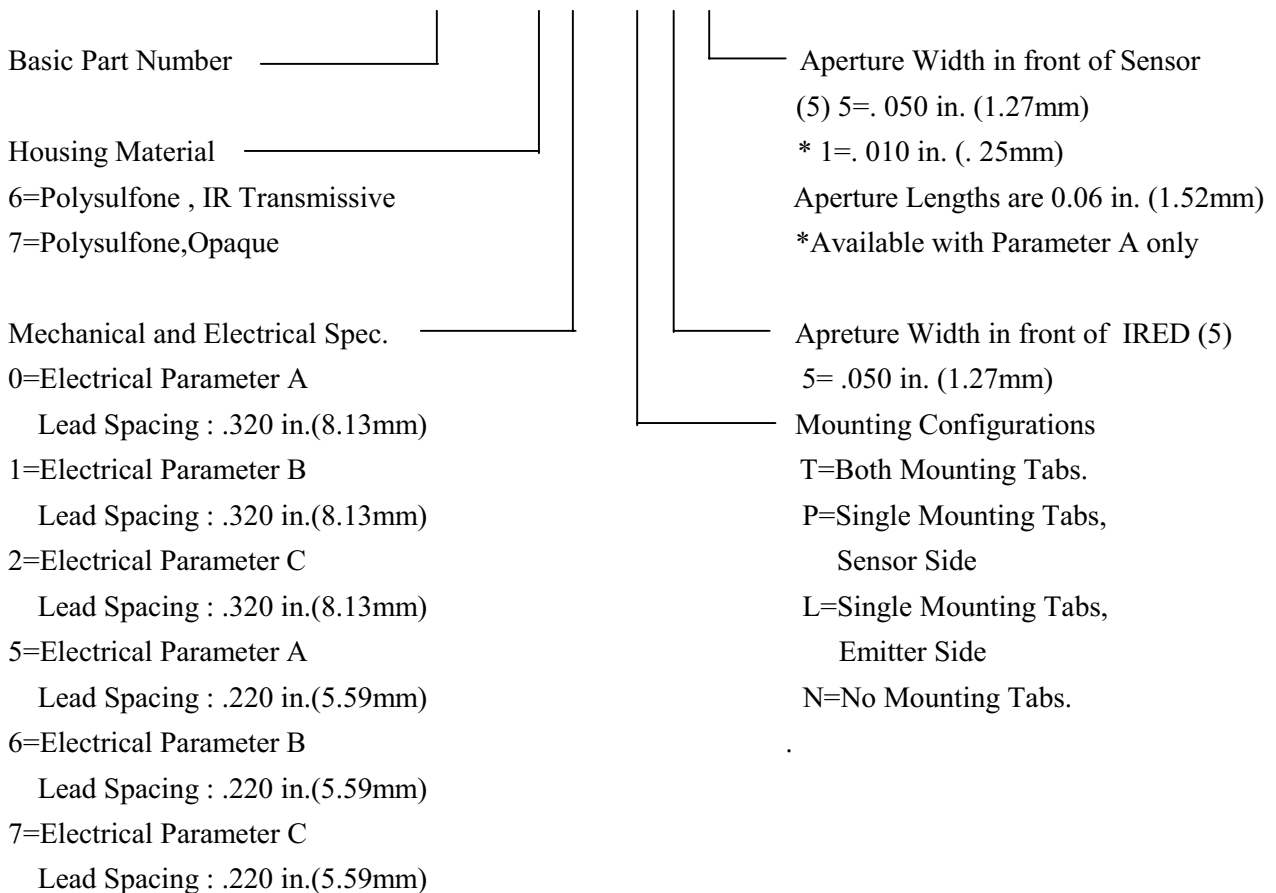 Basic Part Number
Housing Material
6=Polysulfone , IR Transmissive
7=Polysulfone,Opaque
Mechanical and Electrical Spec.
0=Electrical Parameter A
Lead Spacing : .320 in.(8.13mm)
1=Electrical Parameter B
Lead Spacing : .320 in.(8.13mm)
2=Electrical Parameter C
Lead Spacing : .320 in.(8.13mm)
5=Electrical Parameter A
Lead Spacing : .220 in.(5.59mm)
6=Electrical Parameter B
Lead Spacing : .220 in.(5.59mm)
7=Electrical Parameter C
Lead Spacing : .220 in.(5.59mm)
Aperture Width in front of Sensor
(5) 5=. 050 in. (1.27mm)
* 1=. 010 in. (. 25mm)
Aperture Lengths are 0.06 in. (1.52mm)
*Available with Parameter A only
Apreture Width in front of IRED (5)
5= .050 in. (1.27mm)
Mounting Configurations
T=Both Mounting Tabs.
P=Single Mounting Tabs,
Sensor Side
L=Single Mounting Tabs,
Emitter Side
N=No Mounting Tabs.
.